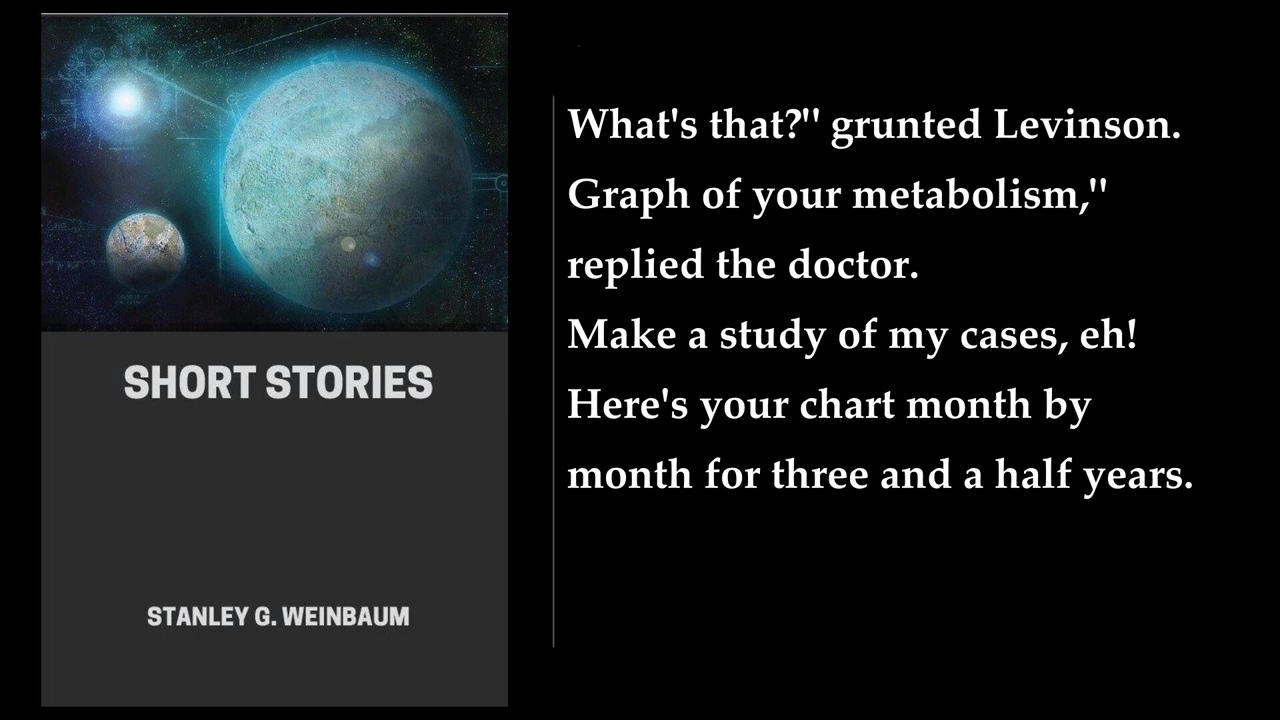 SHORT STORIES
STANLEY G. WEINBAUM
What's that?" grunted Levinson.
Graph of your metabolism,"
replied the doctor.
Make a study of my cases, eh!
Here's your chart month by
month for three and a half years.